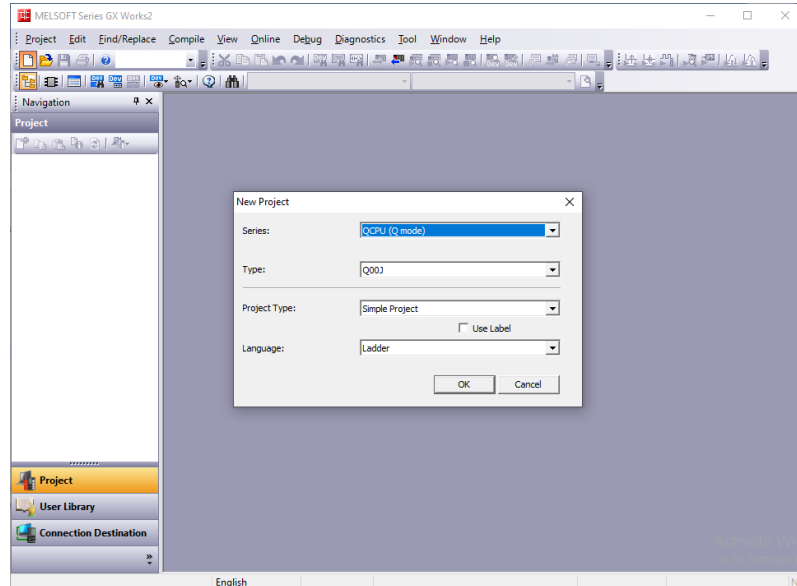 MELSOFT Series GX Works2
Project Edit Find/Replace Compile View Online Debug Diagnostics Tool Window Help
Navigation
Project
New Project
Series: QCPU (Q mode)
Type: Q00J
Project Type: Simple Project
Use Label
Language: Ladder
OK Cancel
Project
User Library
Connection Destination
Activate Wi
English